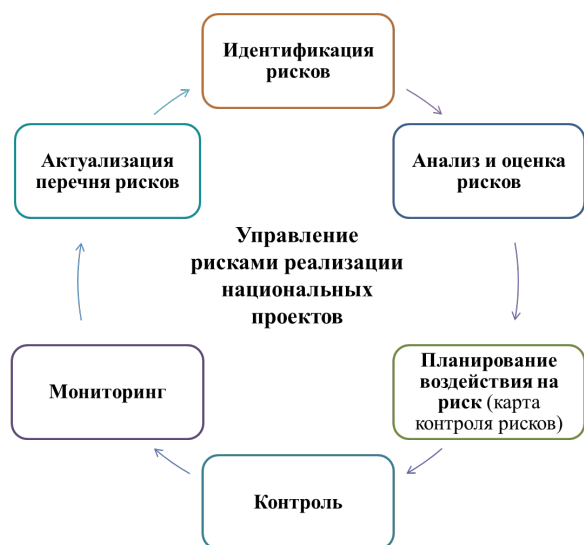 Идентификация
рисков
Анализ и оценка
рисков
Планирование
воздействия на
риск (карта
контроля рисков)
Контроль
Мониторинг
Актуализация
перечня рисков
Управление
рисками реализации
национальных
проектов